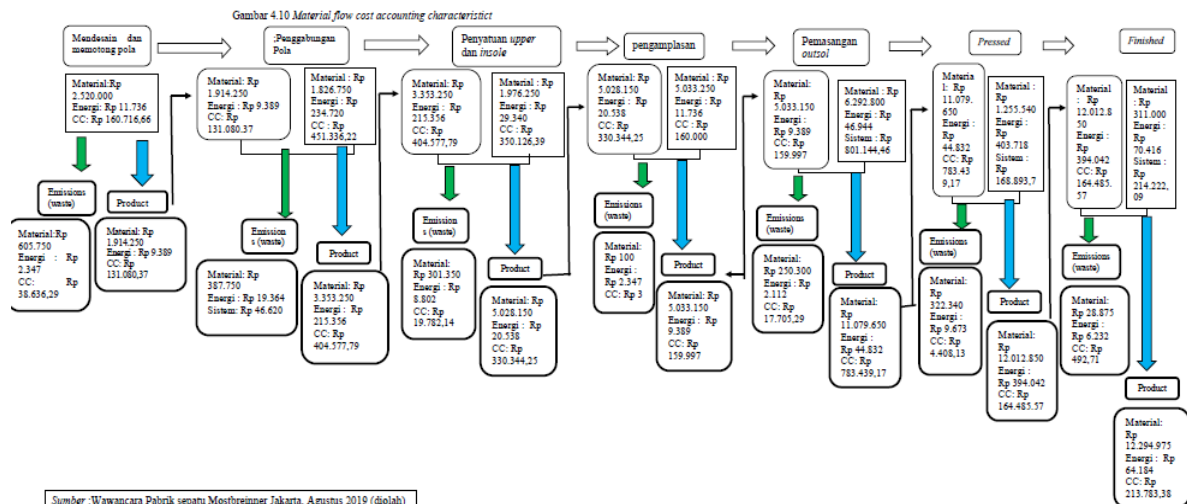 Gambar 4.10 Material flow cost accounting characteristict
Mendesain dan
memotong pola
;Penggabungan
Pola
Penyatuan upper
dan insole
pengamplasan
Pemasangan
outsol
Pressed
Finished
Material:Rp
2.520.000
Energi: Rp 11.736
CC: Rp 160.716,66
Material: Rp
1.914.250
Energi : Rp 9.389
CC: Rp
131.080.37
Material : Rp
1.826.750
Energi : Rp
234.720
CC : Rp
451.336,22
Material: Rp
3.353.250
Energi : Rp
215.356
CC: Rp
404.577,79
Material : Rp
1.976.250
Energi : Rp
29.340
CC : Rp
350.126,39
Material: Rp
5.028.150
Energi : Rp
20.538
CC: Rp
330.344,25
Material : Rp
5.033.250
Energi : Rp
11.736
CC : Rp
160.000
Material: Rp
5.033.150
Energi : Rp 9.389
CC: Rp
159.997
Material : Rp
6.292.800
Energi : Rp
46.944
Sistem : Rp
801.144,46
Materia
l: Rp
11.079.
650
Energi :
Rp
44.832
CC: Rp
783.43
9,17
Material
: Rp
1.255.540
Energi :
Rp
403.718
Sistem :
Rp
168.893,7
Material
: Rp
12.012.8
50
Energi :
Rp
394.042
CC: Rp
164.485.
57
Material
: Rp
311.000
Energi :
Rp
70.416
Sistem :
Rp
214.222,
09
Emissions
(waste)
Product
Material:Rp
605.750
Energi : Rp
2.347
CC: Rp
38.636,29
Material: Rp
1.914.250
Energi : Rp 9.389
CC: Rp
131.080,37
Emission
s (waste)
Product
Material: Rp
387.750
Energi : Rp 19.364
Sistem: Rp 46.620
Material: Rp
3.353.250
Energi : Rp
215.356
CC: Rp
404.577,79
Emission
s (waste)
Product
Material:
Rp 301.350
Energi : Rp
8.802
CC : Rp
19.782,14
Material: Rp
5.028.150
Energi : Rp
20.538
CC: Rp
330.344,25
Emissions
(waste)
Product
Material:
Rp 100
Energi :
Rp 2.347
CC: Rp 3
Material: Rp
5.033.150
Energi : Rp
9.389
CC: Rp
159.997
Emissions
(waste)
Product
Material:
Rp 250.300
Energi : Rp
2.112
CC : Rp
17.705,29
Material:
Rp
11.079.650
Energi :
Rp 44.832
CC: Rp
783.439,17
Emissions
(waste)
Product
Material:
Rp
322.340
Energi :
Rp 9.673
CC : Rp
4.408,13
Material:
Rp
12.012.850
Energi :
Rp 394.042
CC: Rp
164.485.57
Emissions
(waste)
Product
Material:
Rp 28.875
Energi :
Rp 6.232
CC : Rp
492,71
Material:
Rp
12.294.975
Energi : Rp
64.184
CC : Rp
213.783,38
Sumber :Wawancara Pabrik sepatu Mostbreinner Jakarta, Agustus 2019 (diolah)